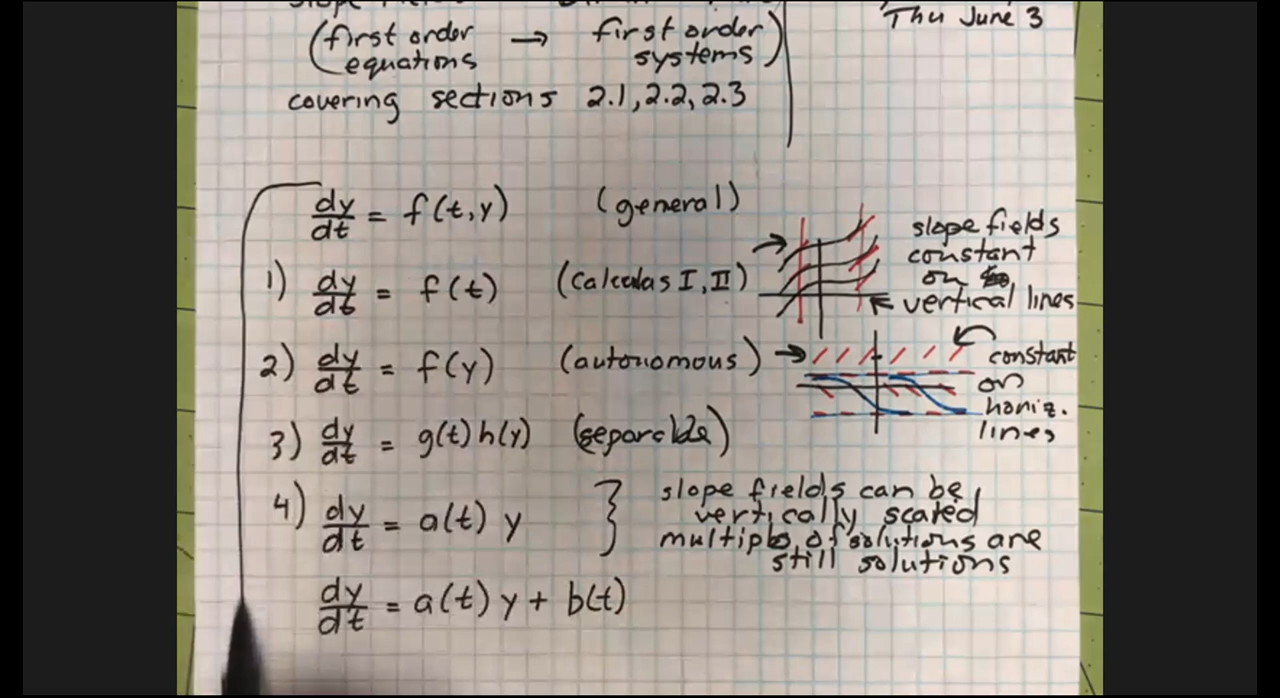 Thu June 3
(first order → first order
equations systems)
covering sections 2.1, 2.2, 2.3
dy/dt = f(t,y) (general)
1) dy/dt = f(t) (Calculas I, II)
slope fields
constant
on
vertical lines
2) dy/dt = f(y) (autonomous)
constant
on
horiz.
lines
3) dy/dt = g(t) h(y) (separable)
4) dy/dt = a(t) y
slope fields can be
vertically scaled
multiples of solutions are
still solutions
dy/dt = a(t) y + b(t)